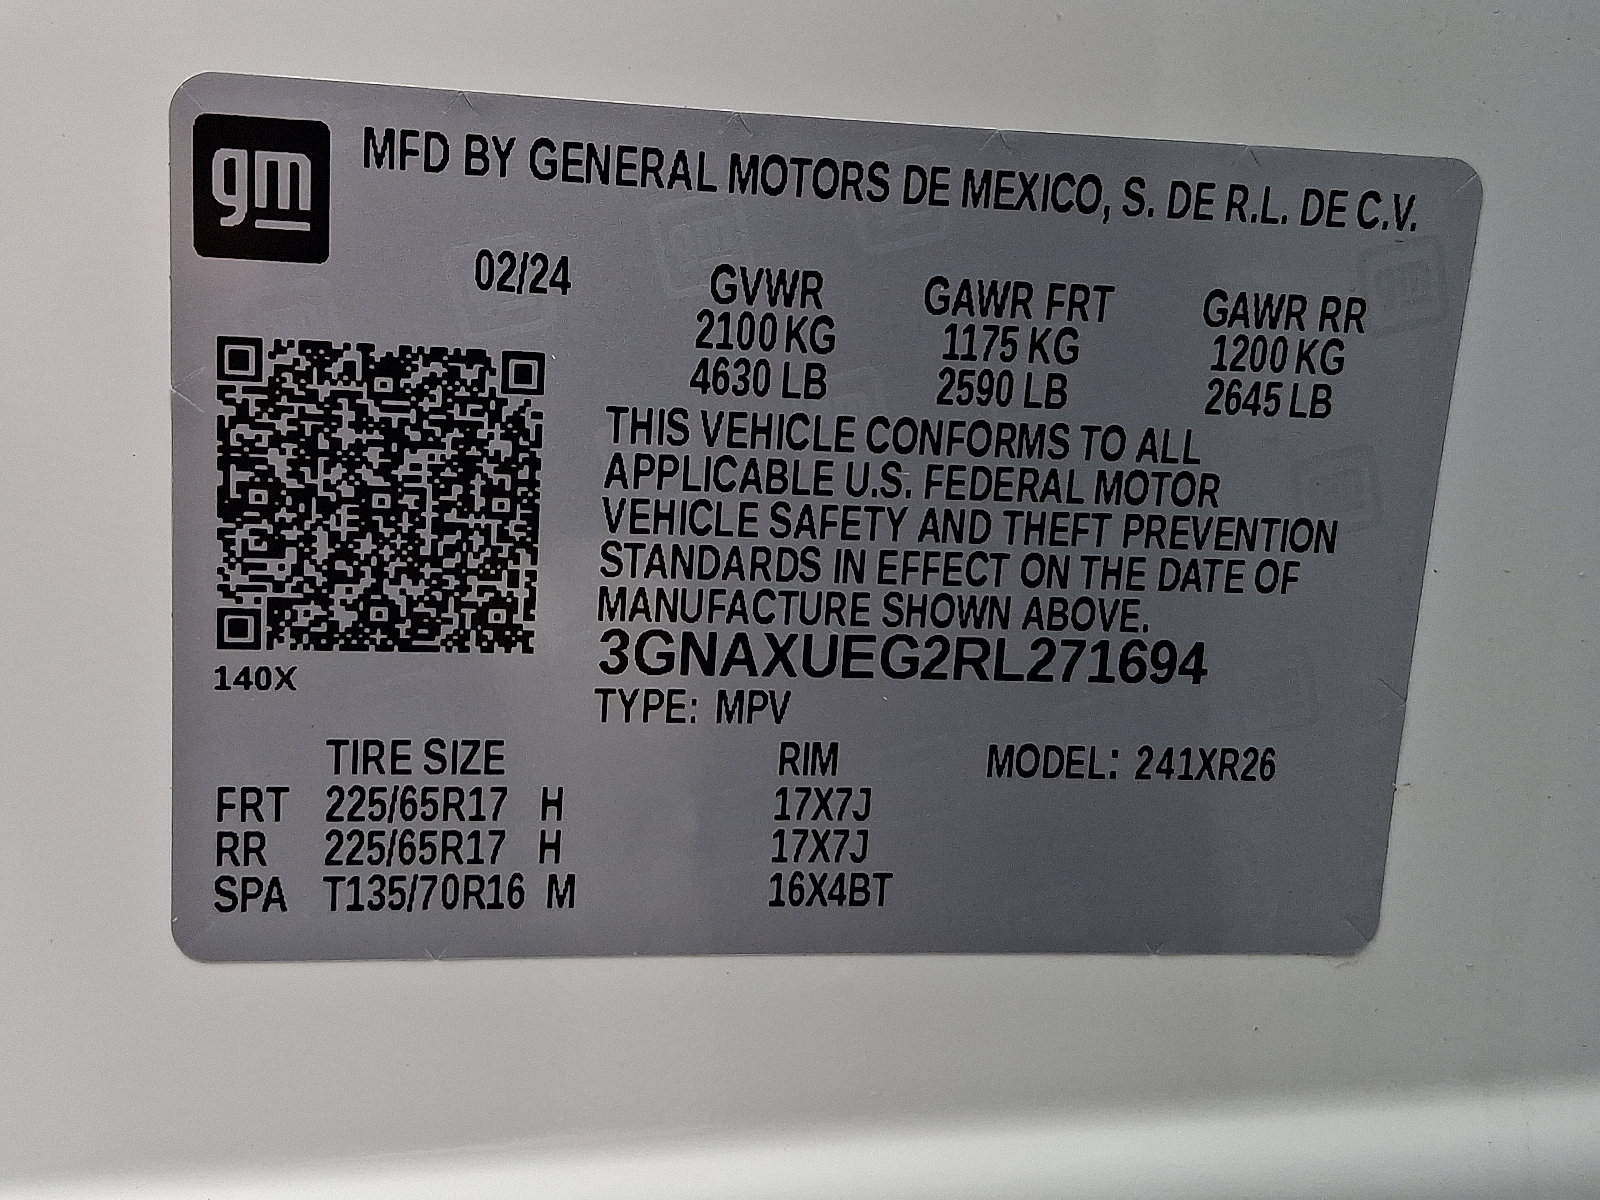 gm
MFD BY GENERAL MOTORS DE MEXICO, S. DE R.L. DE C.V.
02/24
GVWR GAWR FRT GAWR RR
2100 KG 1175 KG 1200 KG
4630 LB 2590 LB 2645 LB
THIS VEHICLE CONFORMS TO ALL
APPLICABLE U.S. FEDERAL MOTOR
VEHICLE SAFETY AND THEFT PREVENTION
STANDARDS IN EFFECT ON THE DATE OF
MANUFACTURE SHOWN ABOVE.
3GNAXUEG2RL271694
140X
TYPE: MPV
TIRE SIZE RIM MODEL: 241XR26
FRT 225/65R17 H 17X7J
RR 225/65R17 H 17X7J
SPA T135/70R16 M 16X4BT